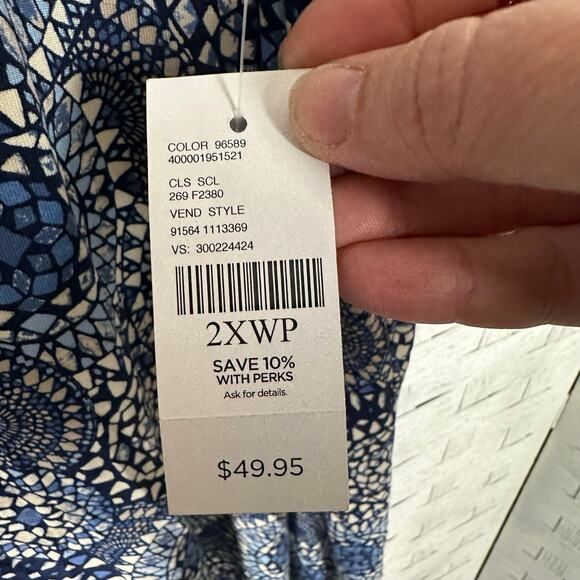 COLOR 96589
400001951521
CLS SCL
269 F2380
VEND STYLE
91564 1113369
VS: 300224424
2XWP
SAVE 10%
WITH PERKS
Ask for details.
$49.95